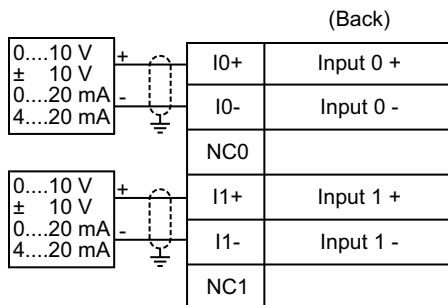 (Back)
0....10 V
± 10 V
0....20 mA
4....20 mA
+
-
I0+ Input 0 +
I0- Input 0 -
NC0
0....10 V
± 10 V
0....20 mA
4....20 mA
+
-
I1+ Input 1 +
I1- Input 1 -
NC1